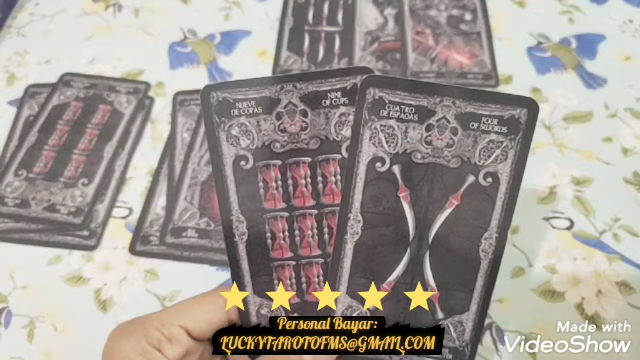 NUEVE
DE COPAS
NINE
OF CUPS
CUATRO
DE ESPADAS
FOUR
OF SWORDS
Personal Bayar:
LUCKYTAROTOFMS@GMAIL.COM
Made with
VideoShow